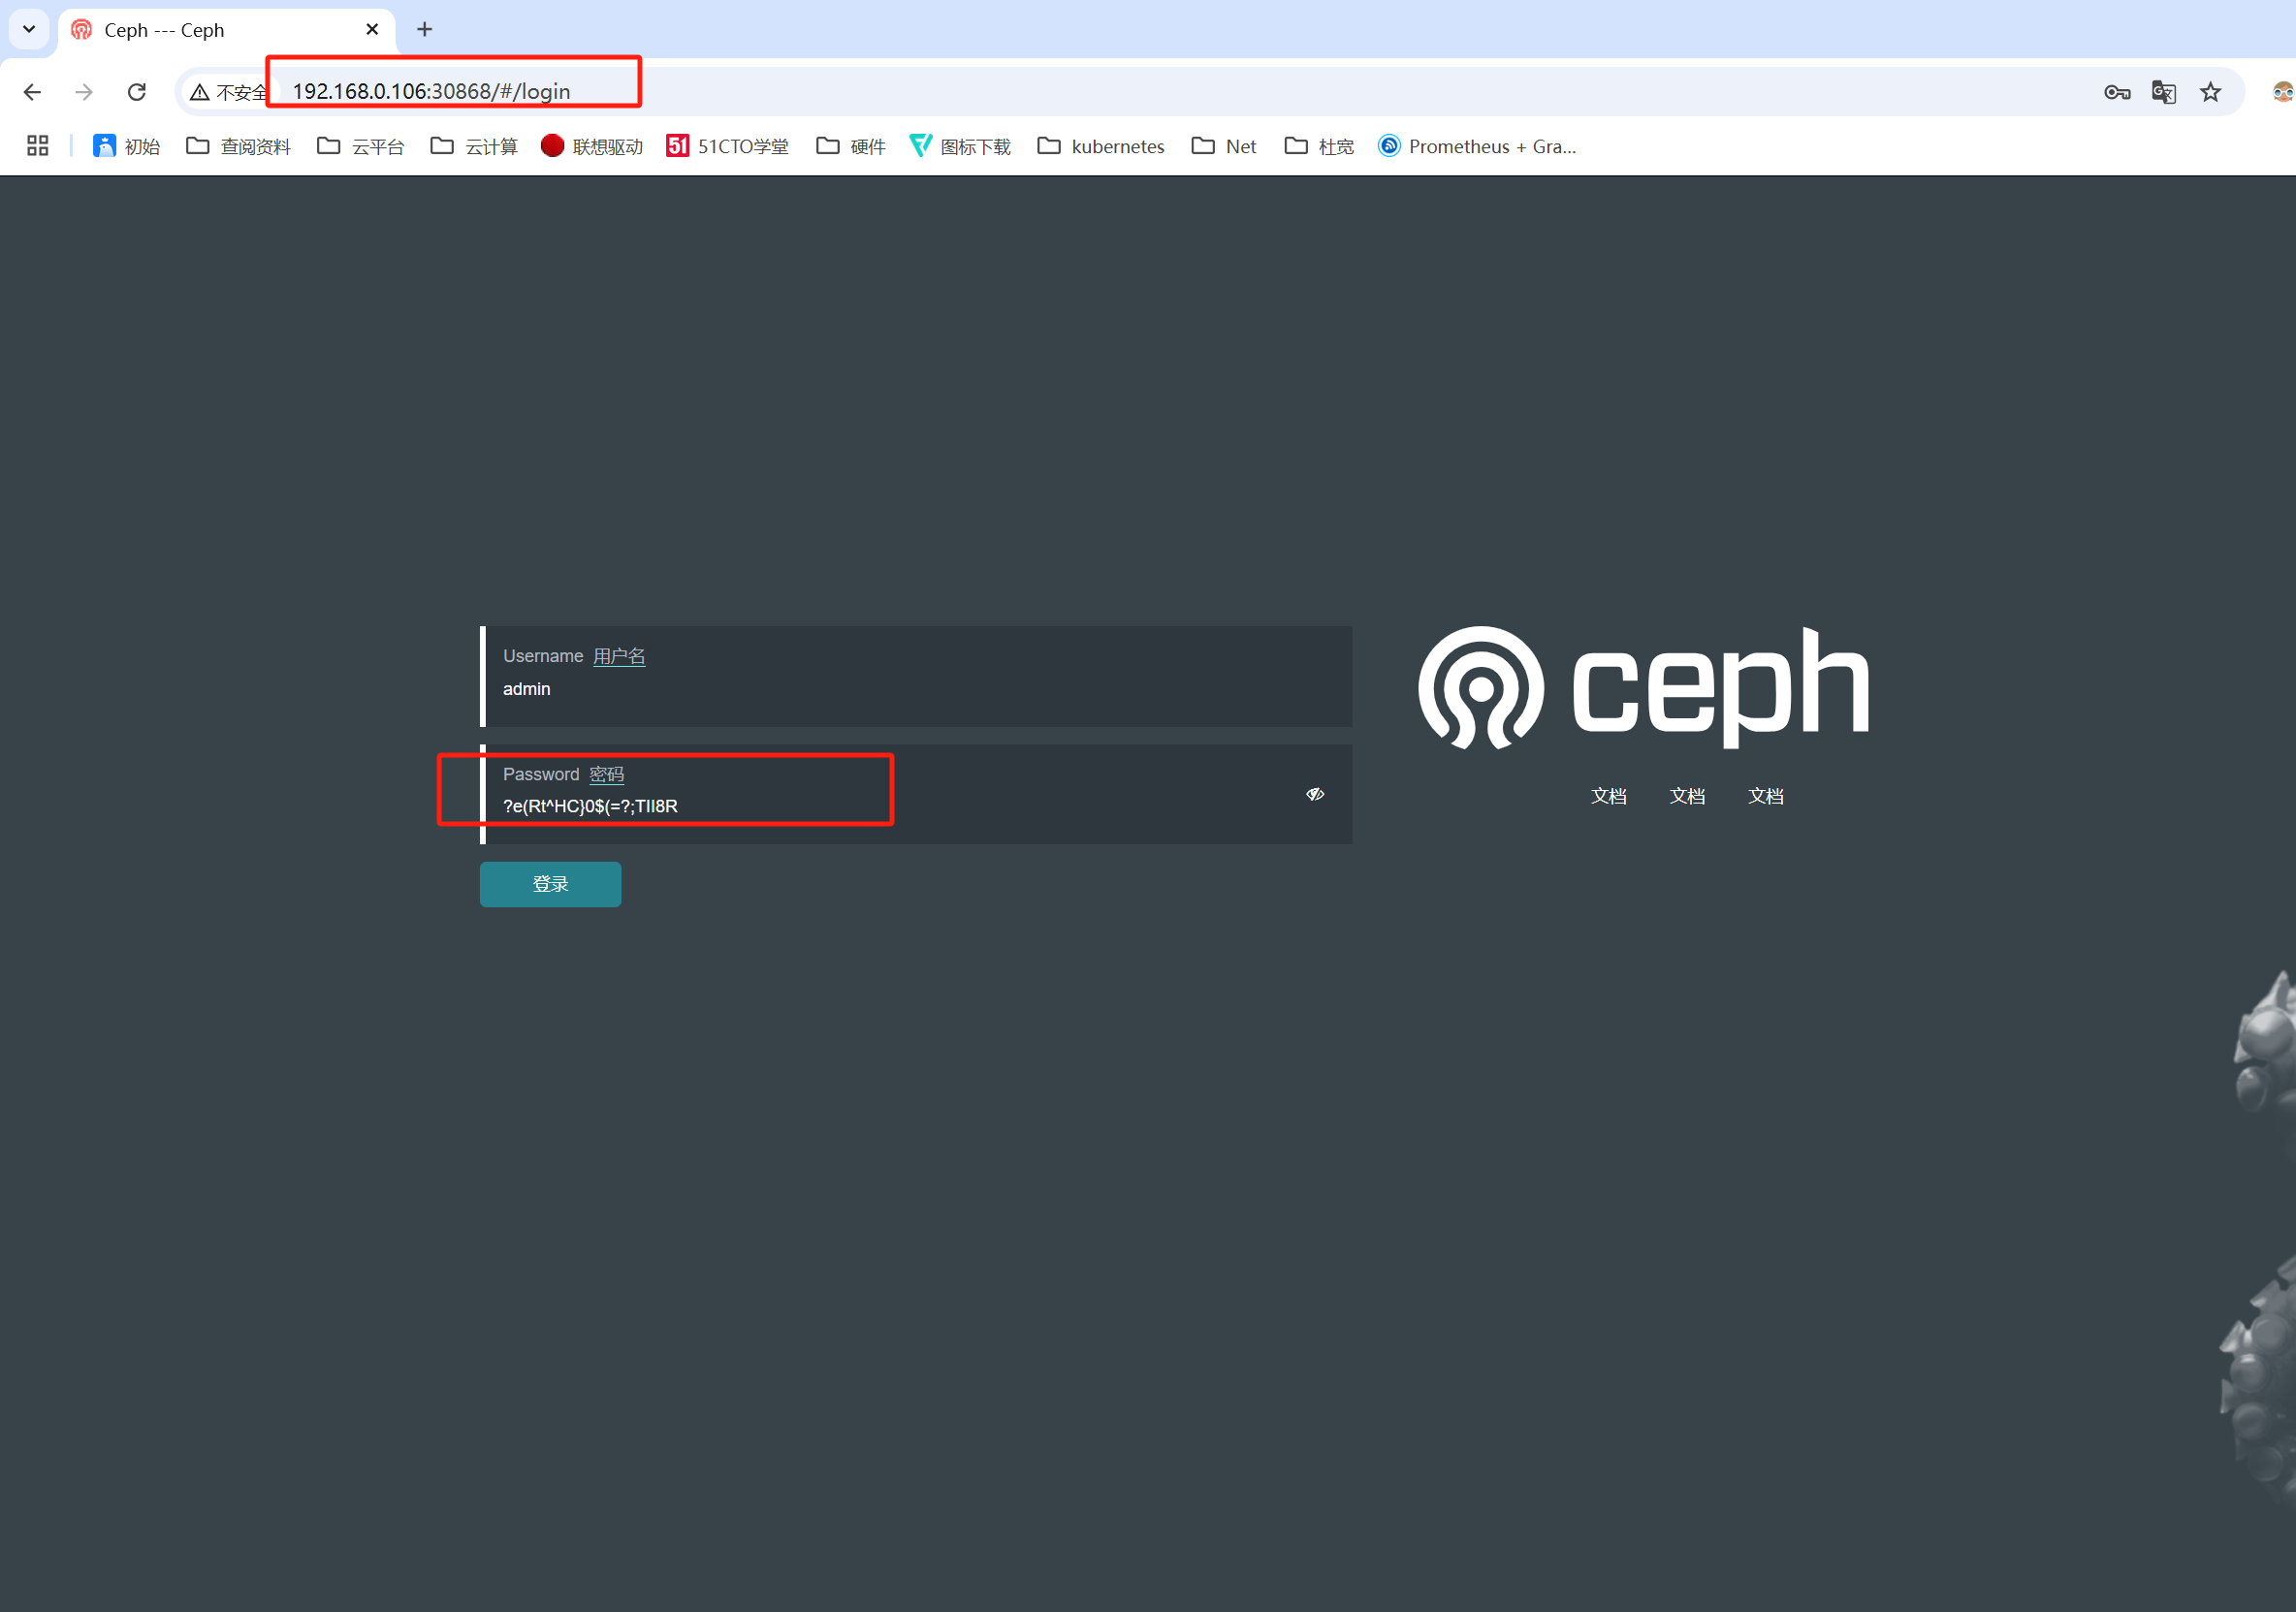 Ceph --- Ceph
不安全 192.168.0.106:30868/#/login
初始 查阅资料 云平台 云计算 联想驱动 51 51CTO学堂 硬件 图标下载 kubernetes Net 杜宽 Prometheus + Gra...
Username 用户名
admin
ceph
Password 密码
?e(Rt^HC}0$(=?;TII8R
文档 文档 文档
登录